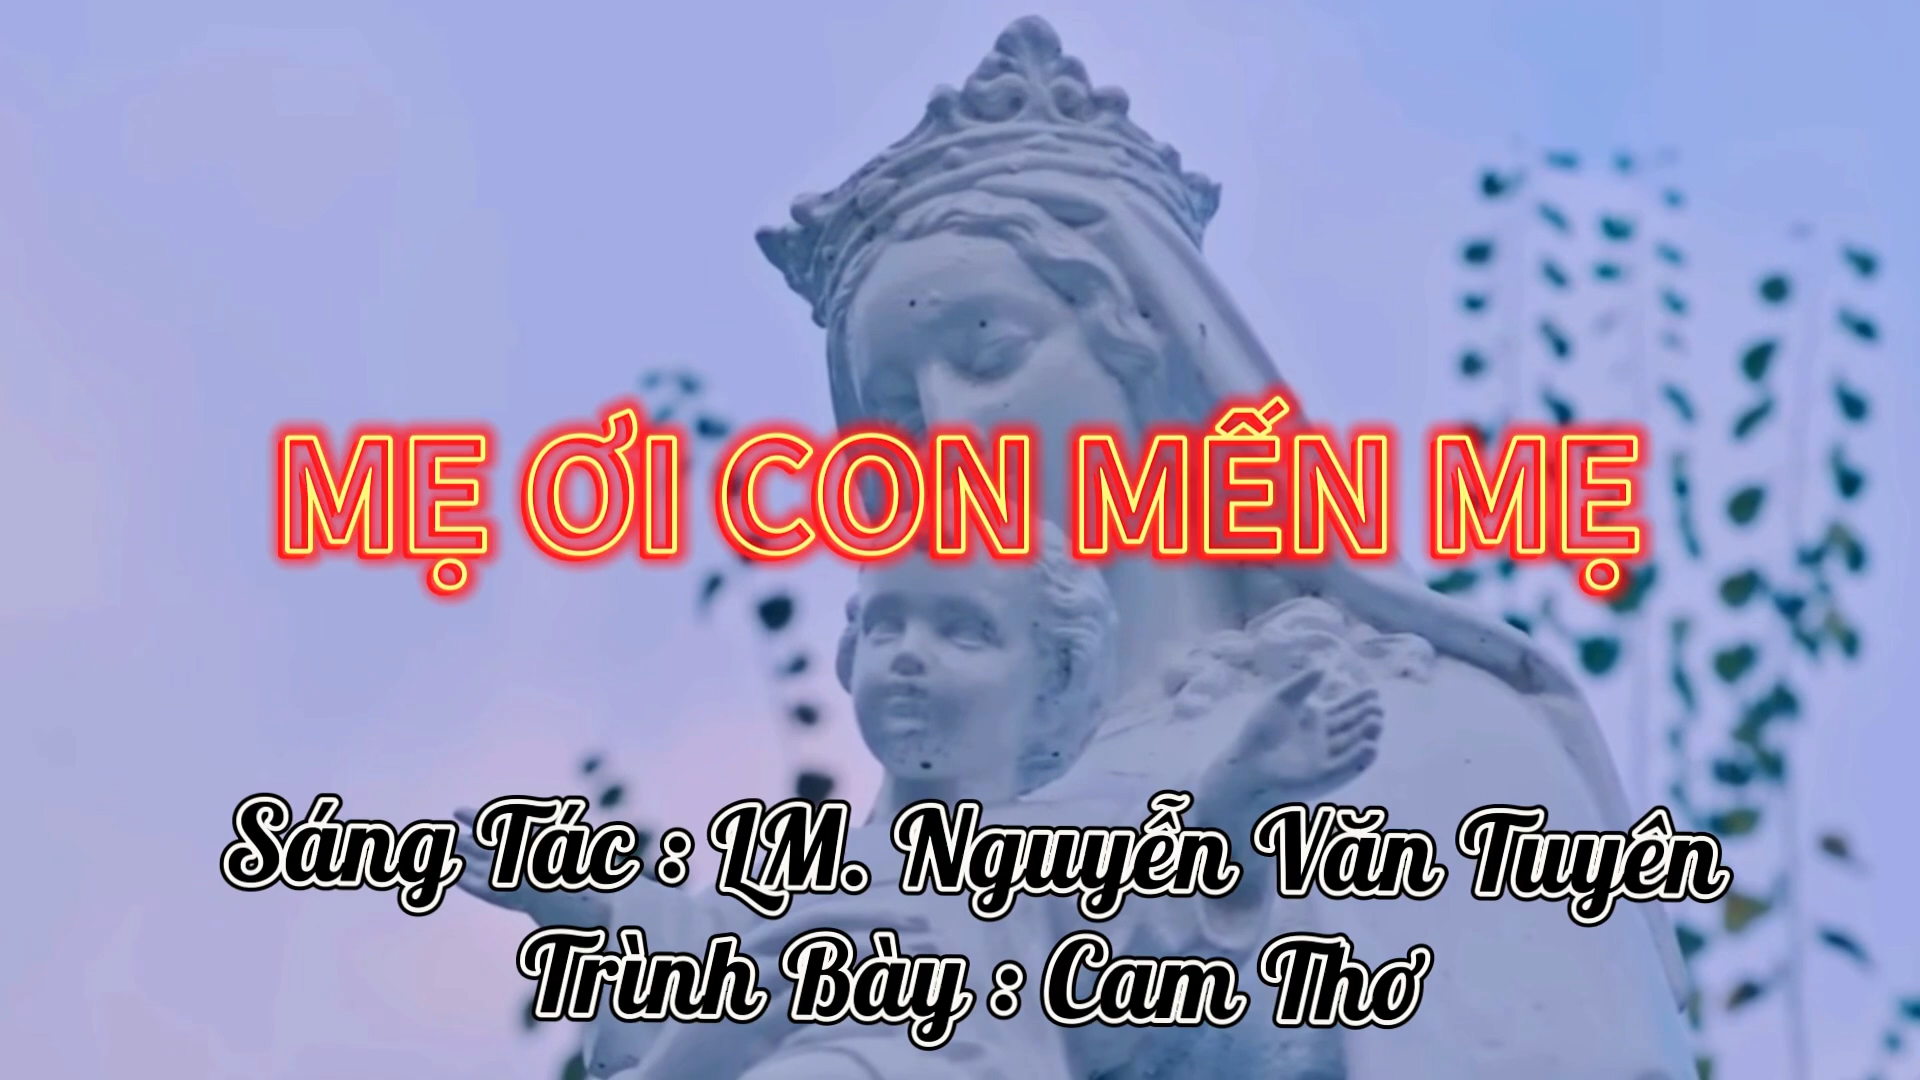 MẸ ƠI CON MẾN MẸ
Sáng Tác : LM. Nguyễn Văn Tuyên
Trình Bày : Cam Thơ